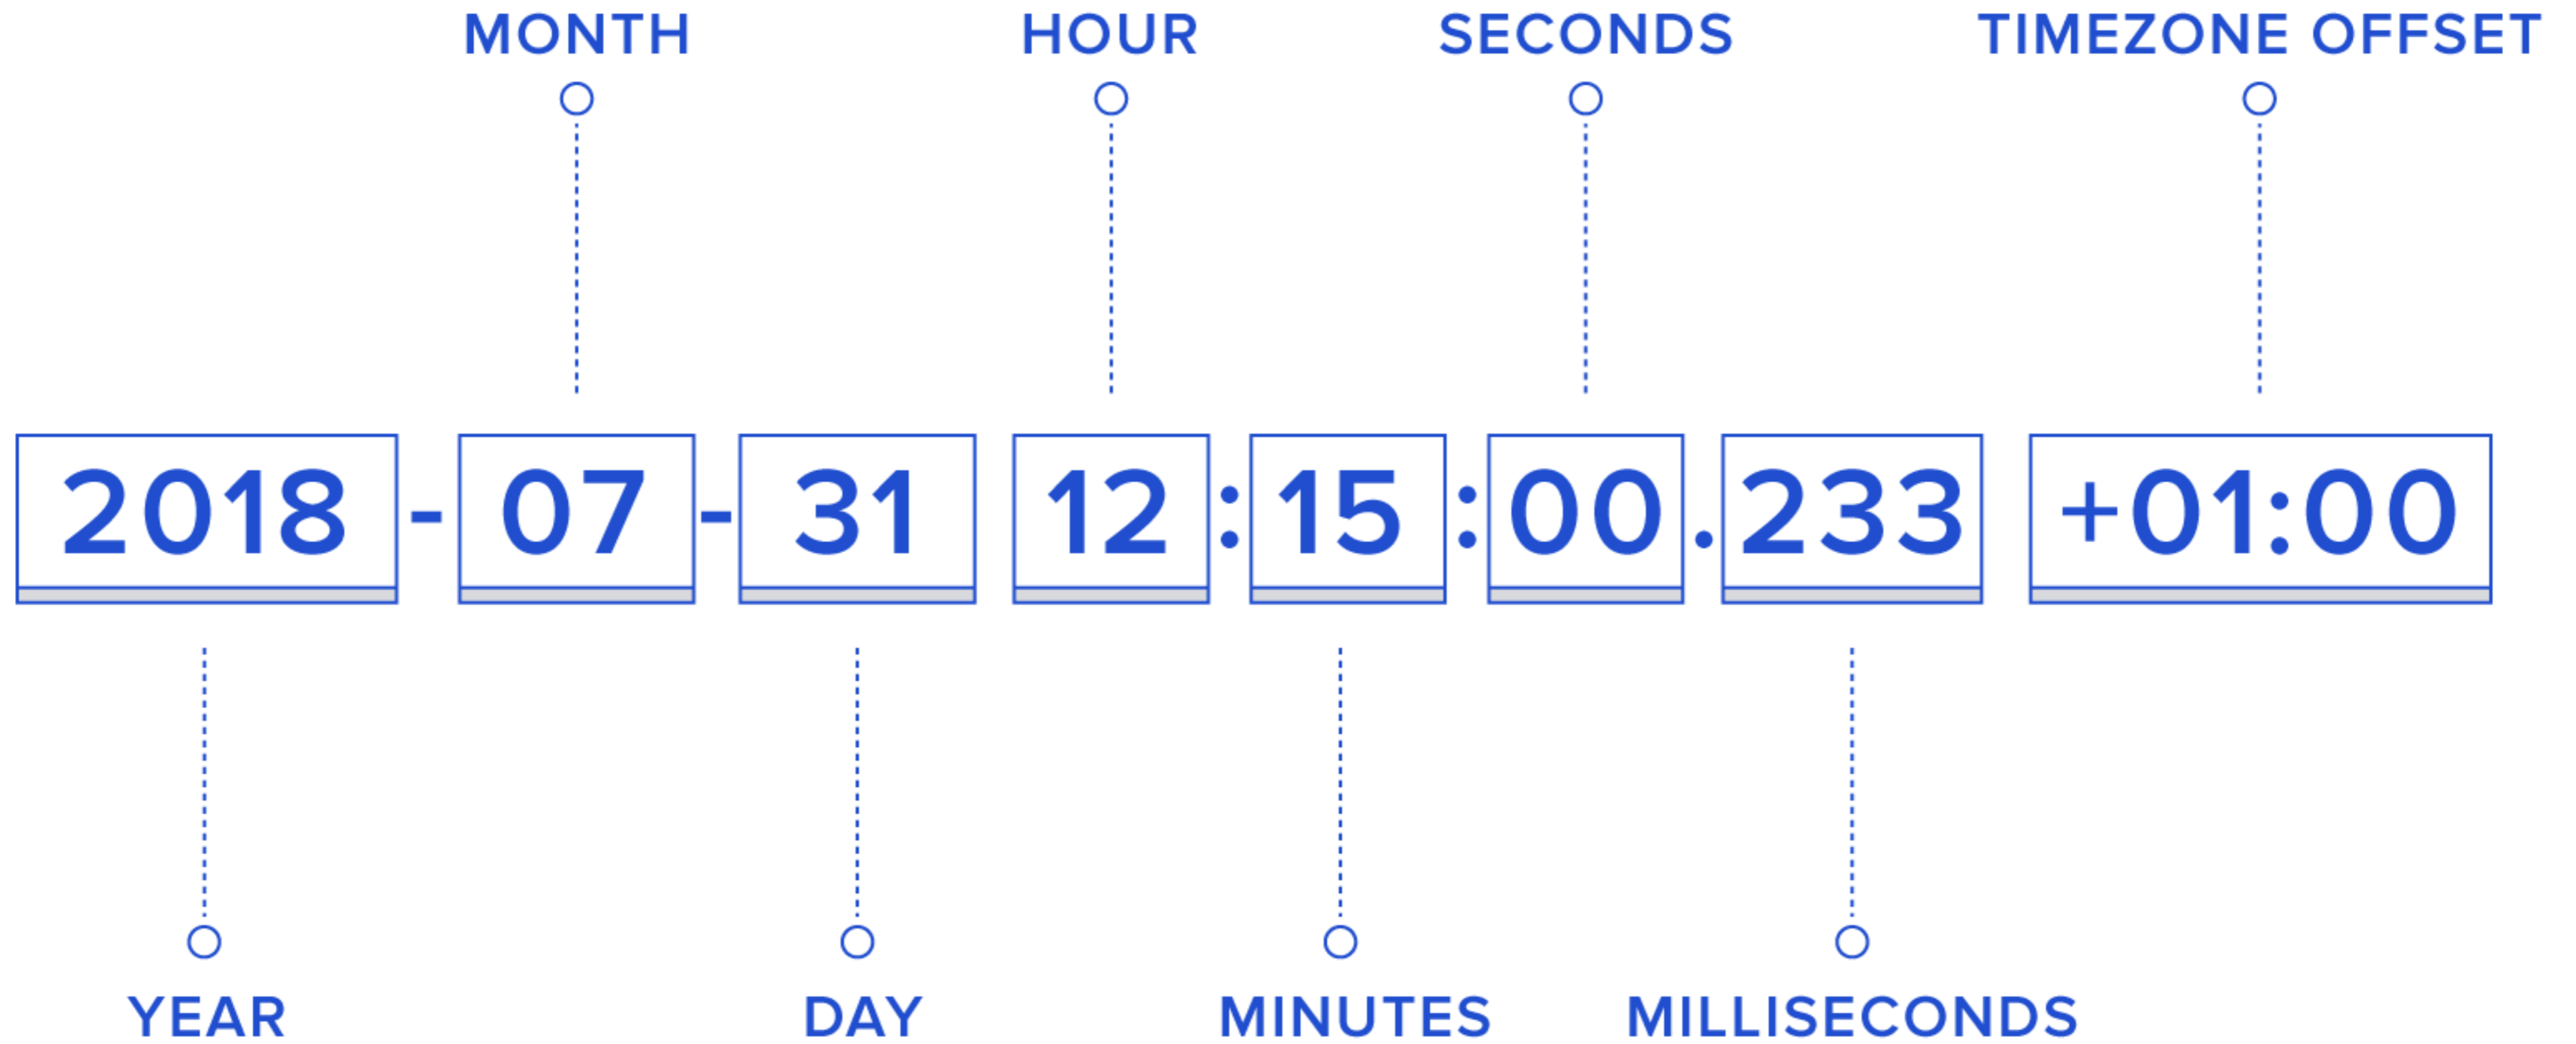 MONTH HOUR SECONDS TIMEZONE OFFSET
2018-07-31 12:15:00.233 +01:00
YEAR DAY MINUTES MILLISECONDS